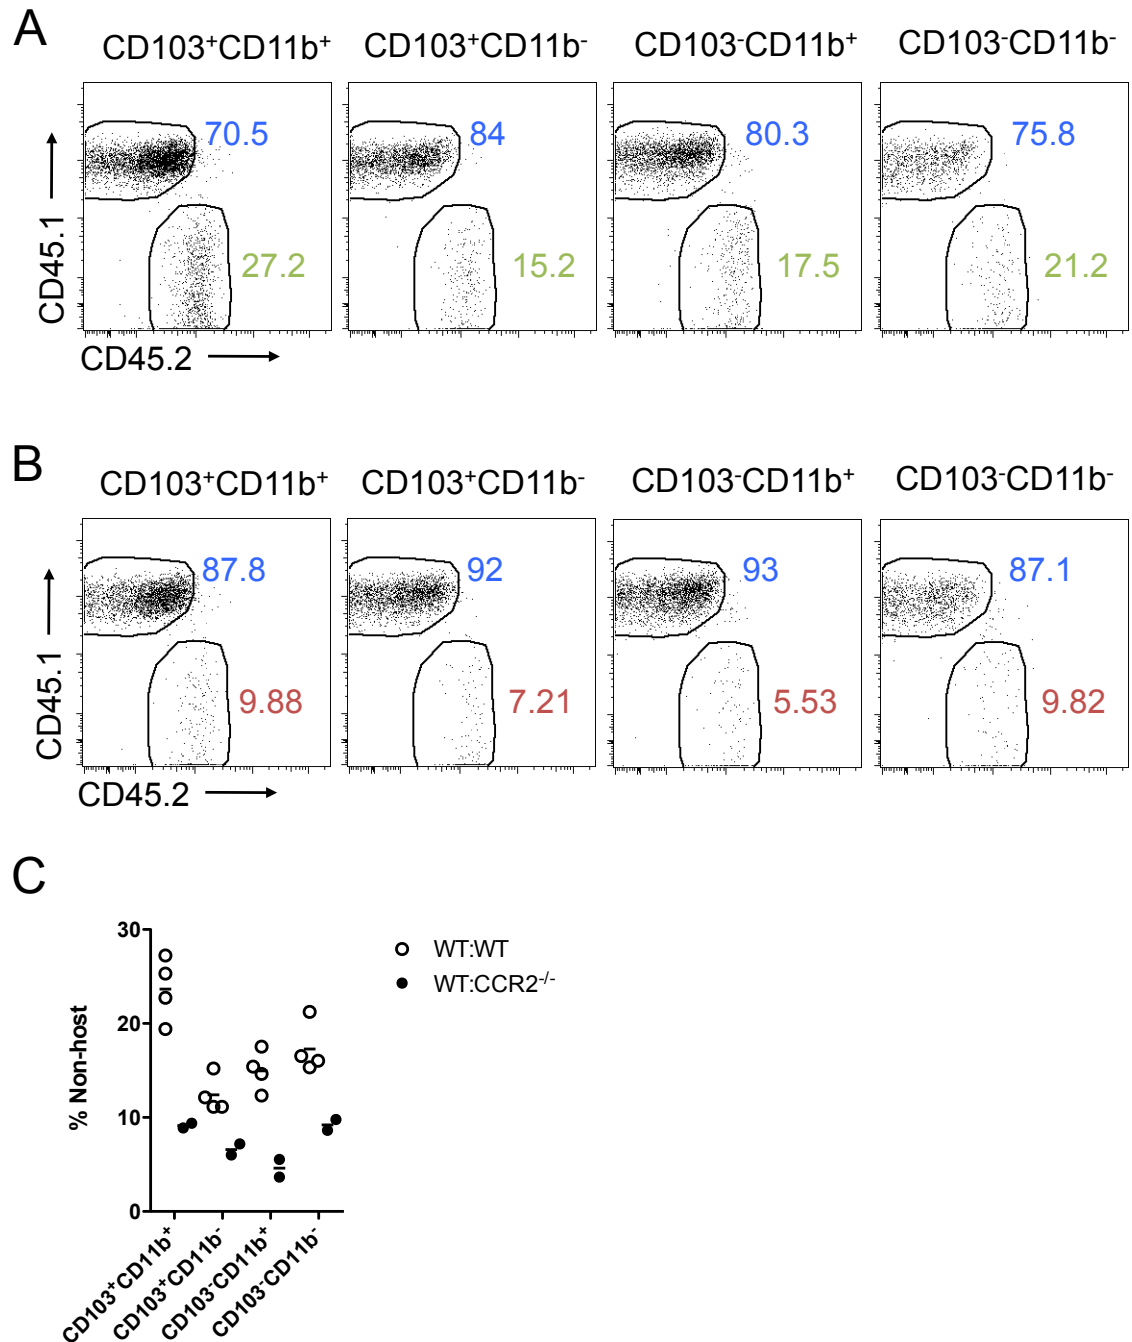 A
CD103⁺CD11b⁺ CD103⁺CD11b⁻ CD103⁻CD11b⁺ CD103⁻CD11b⁻
70.5 84 80.3 75.8
27.2 15.2 17.5 21.2
CD45.1
CD45.2
B
CD103⁺CD11b⁺ CD103⁺CD11b⁻ CD103⁻CD11b⁺ CD103⁻CD11b⁻
87.8 92 93 87.1
9.88 7.21 5.53 9.82
CD45.1
CD45.2
C
30
20
10
0
% Non-host
WT:WT
WT:CCR2⁻/⁻
CD103⁺CD11b⁺
CD103⁺CD11b⁻
CD103⁻CD11b⁺
CD103⁻CD11b⁻